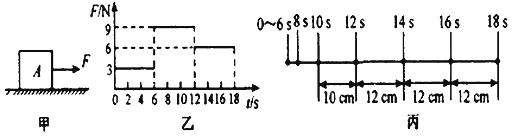 A F
甲
F/N
9
6
3
0 2 4 6 8 10 12 14 16 18 t/s
乙
0~6 s 8 s 10 s 12 s 14 s 16 s 18 s
10 cm 12 cm 12 cm 12 cm
丙